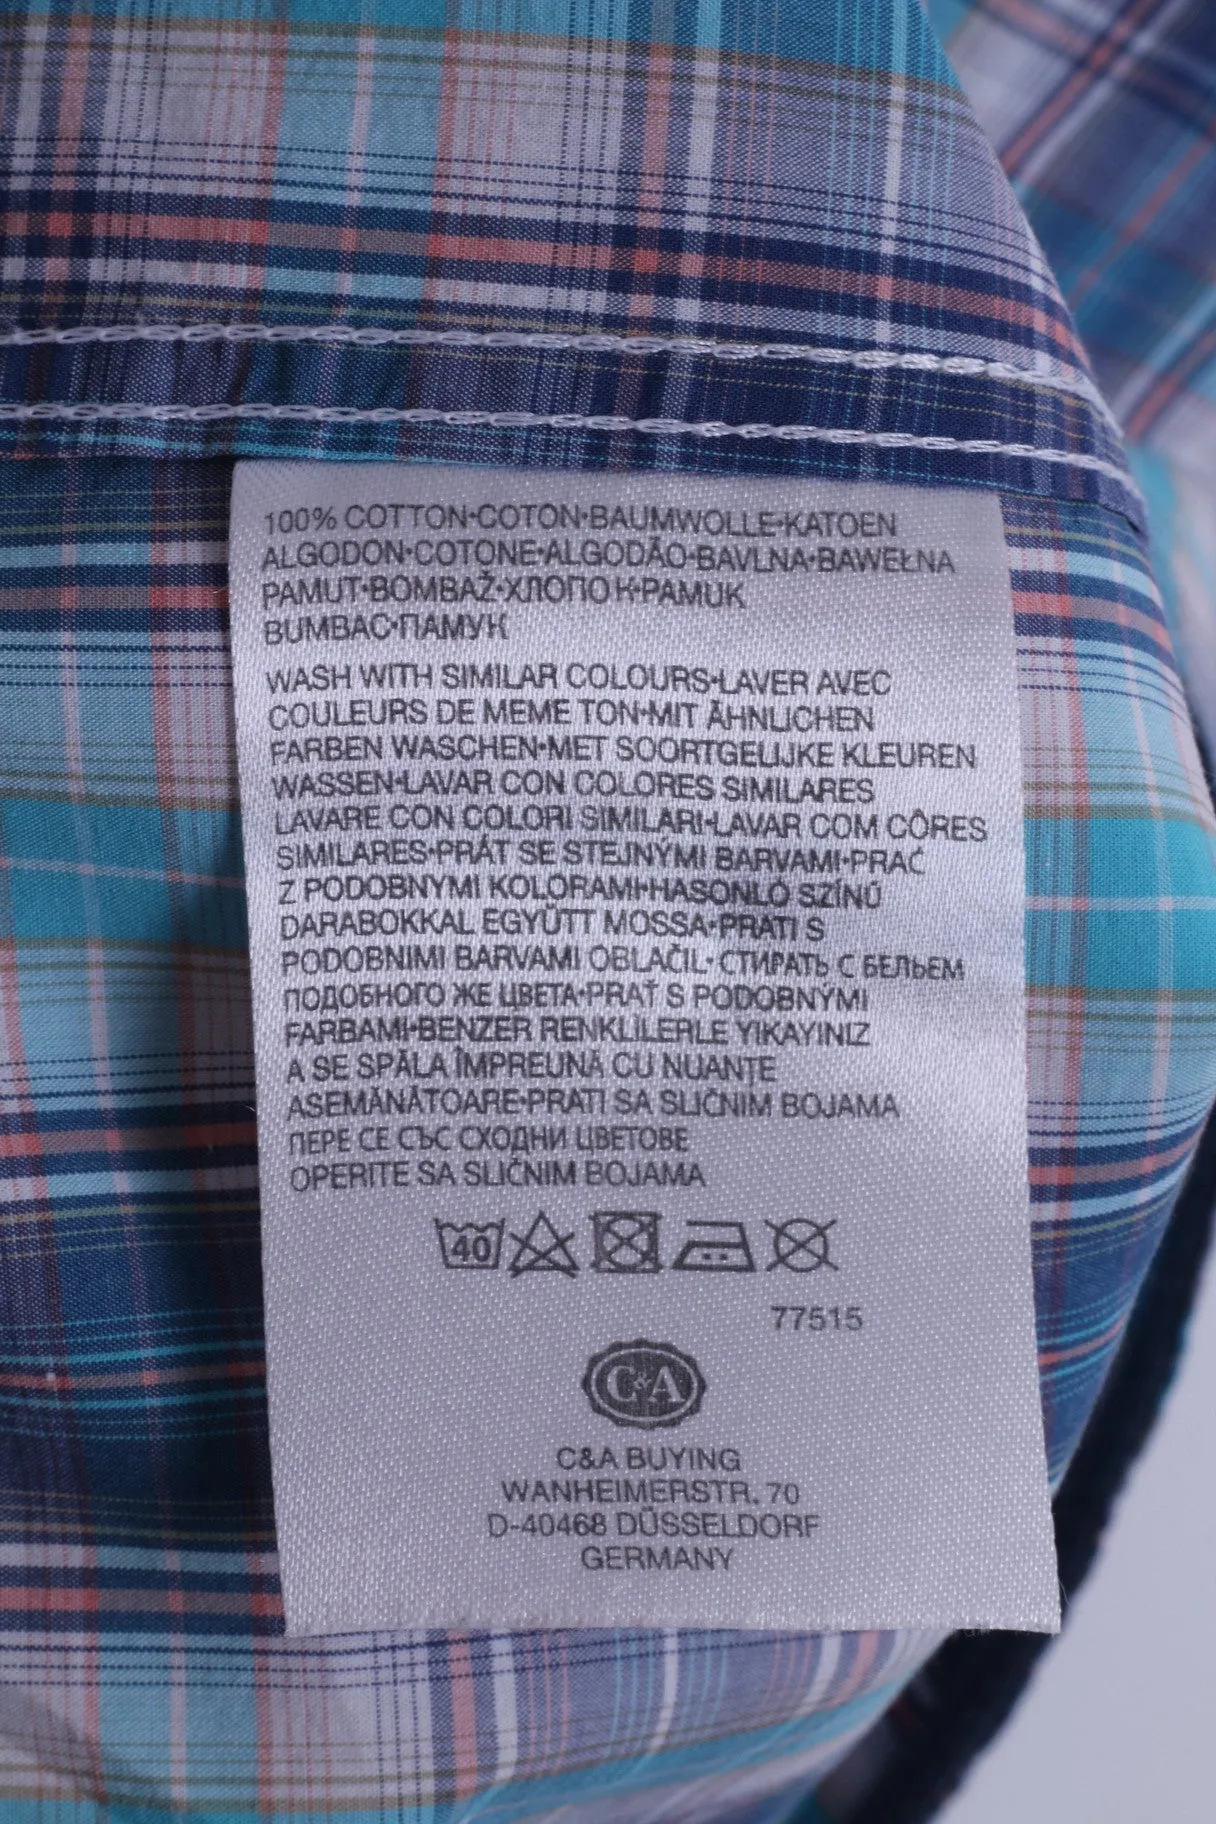 100% COTTON•COTON•BAUMWOLLE•KATOEN
ALGODON•COTONE•ALGODÃO•BAVLNA•BAWEŁNA
PAMUT•BOMBAŽ•ХЛОПО К•PAMUK
BUMBAC•ПАМУК
WASH WITH SIMILAR COLOURS•LAVER AVEC
COULEURS DE MEME TON•MIT ÄHNLICHEN
FARBEN WASCHEN•MET SOORTGELIJKE KLEUREN
WASSEN•LAVAR CON COLORES SIMILARES
LAVARE CON COLORI SIMILARI•LAVAR COM CÔRES
SIMILARES•PRÁT SE STEJNÝMI BARVAMI•PRAĆ
Z PODOBNYMI KOLORAMI•HASONLÓ SZÍNŰ
DARABOKKAL EGYÜTT MOSSA•PRATI S
PODOBNIMI BARVAMI OBLAČIL•СТИРАТЬ С БЕЛЬЕМ
ПОДОБНОГО ЖЕ ЦВЕТА•PRAŤ S PODOBNÝMI
FARBAMI•BENZER RENKLİLERLE YIKAYINIZ
A SE SPĂLA ÎMPREUNĂ CU NUANȚE
ASEMĂNĂTOARE•PRATI SA SLIČNIM BOJAMA
ПЕРЕ СЕ СЪС СХОДНИ ЦВЕТОВЕ
OPERITE SA SLIČNIM BOJAMA
40
77515
C&A
C&A BUYING
WANHEIMERSTR. 70
D-40468 DÜSSELDORF
GERMANY